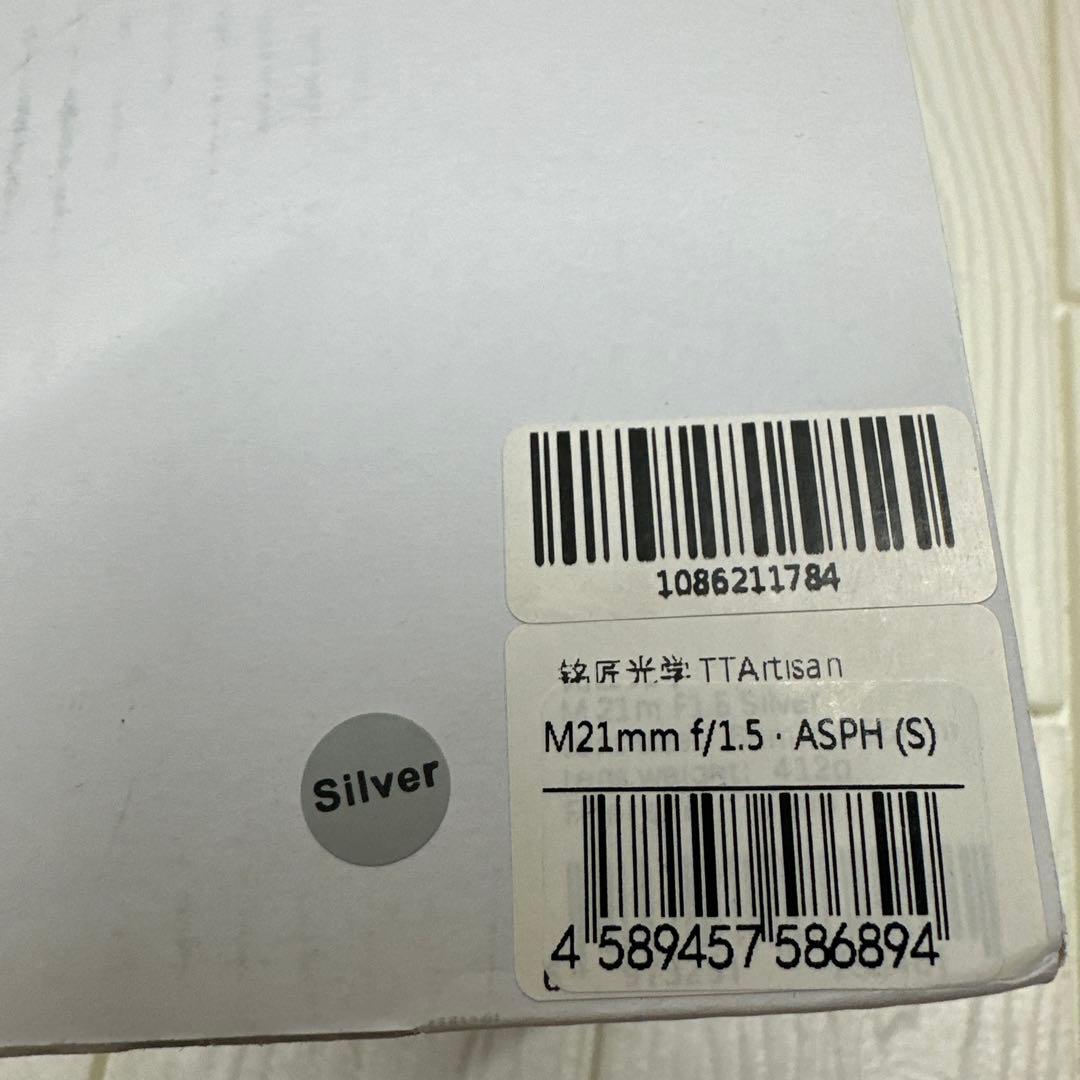 1086211784
铭匠光学 TTArtisan
M21mm f/1.5 · ASPH (S)
Silver
4 589457 586894